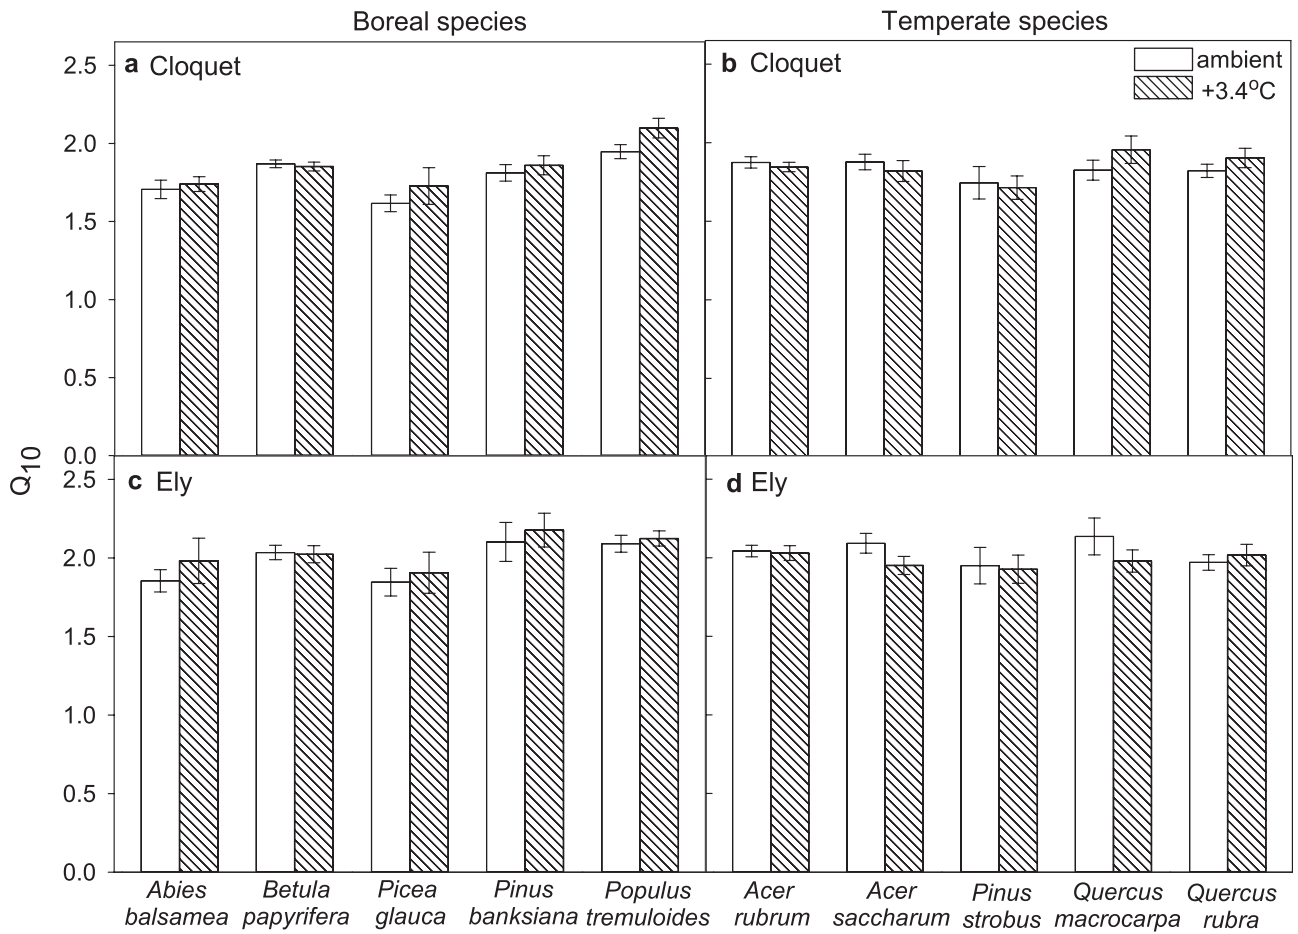 Boreal species
Temperate species
a Cloquet
b Cloquet
ambient
+3.4°C
2.5
2.0
1.5
1.0
0.5
0.0
Q10
c Ely
d Ely
2.5
2.0
1.5
1.0
0.5
0.0
Abies
balsamea
Betula
papyrifera
Picea
glauca
Pinus
banksiana
Populus
tremuloides
Acer
rubrum
Acer
saccharum
Pinus
strobus
Quercus
macrocarpa
Quercus
rubra